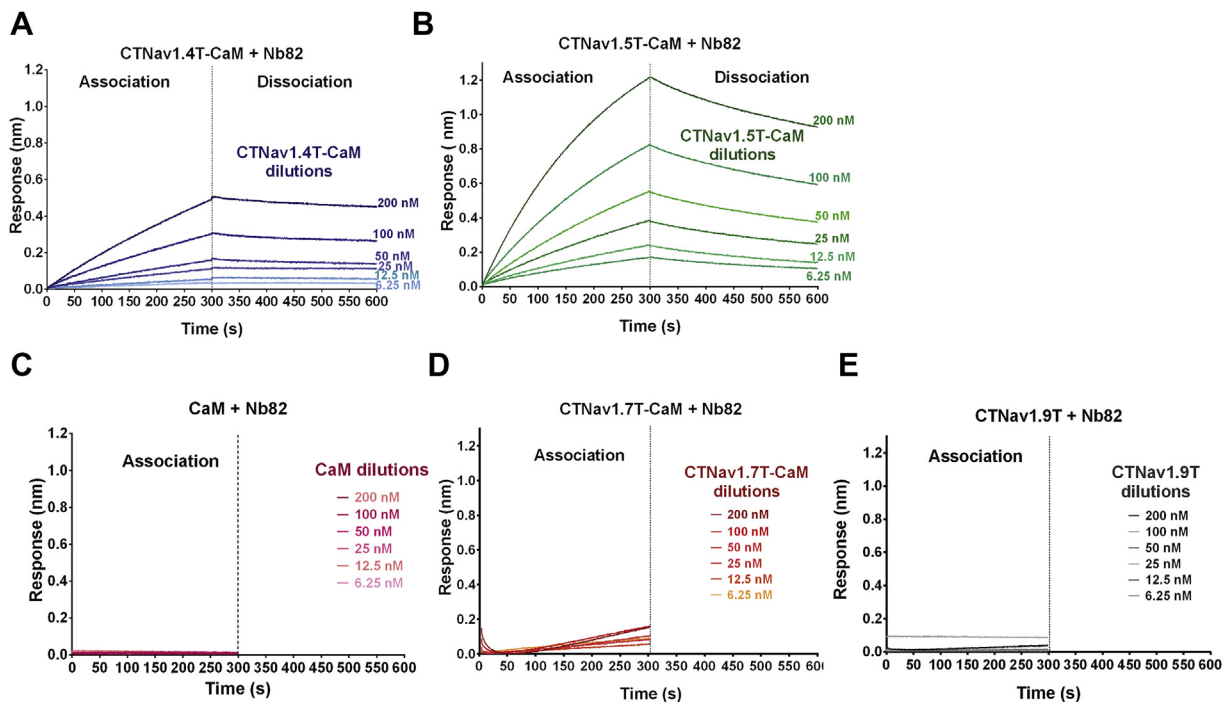 A
CTNav1.4T-CaM + Nb82
Association
Dissociation
CTNav1.4T-CaM
dilutions
Response (nm)
1.2
1.0
0.8
0.6
0.4
0.2
0.0
200 nM
100 nM
50 nM
25 nM
12.5 nM
6.25 nM
0 50 100 150 200 250 300 350 400 450 500 550 600
Time (s)
B
CTNav1.5T-CaM + Nb82
Association
Dissociation
CTNav1.5T-CaM
dilutions
Response ( nm)
1.2
1.0
0.8
0.6
0.4
0.2
0.0
200 nM
100 nM
50 nM
25 nM
12.5 nM
6.25 nM
0 50 100 150 200 250 300 350 400 450 500 550 600
Time (s)
C
CaM + Nb82
Association
CaM dilutions
200 nM
100 nM
50 nM
25 nM
12.5 nM
6.25 nM
Response (nm)
1.2
1.0
0.8
0.6
0.4
0.2
0.0
0 50 100 150 200 250 300 350 400 450 500 550 600
Time (s)
D
CTNav1.7T-CaM + Nb82
Association
CTNav1.7T-CaM
dilutions
200 nM
100 nM
50 nM
25 nM
12.5 nM
6.25 nM
Response (nm)
1.2
1.0
0.8
0.6
0.4
0.2
0.0
0 50 100 150 200 250 300 350 400 450 500 550 600
Time (s)
E
CTNav1.9T + Nb82
Association
CTNav1.9T
dilutions
200 nM
100 nM
50 nM
25 nM
12.5 nM
6.25 nM
Response (nm)
1.2
1.0
0.8
0.6
0.4
0.2
0.0
0 50 100 150 200 250 300 350 400 450 500 550 600
Time (s)